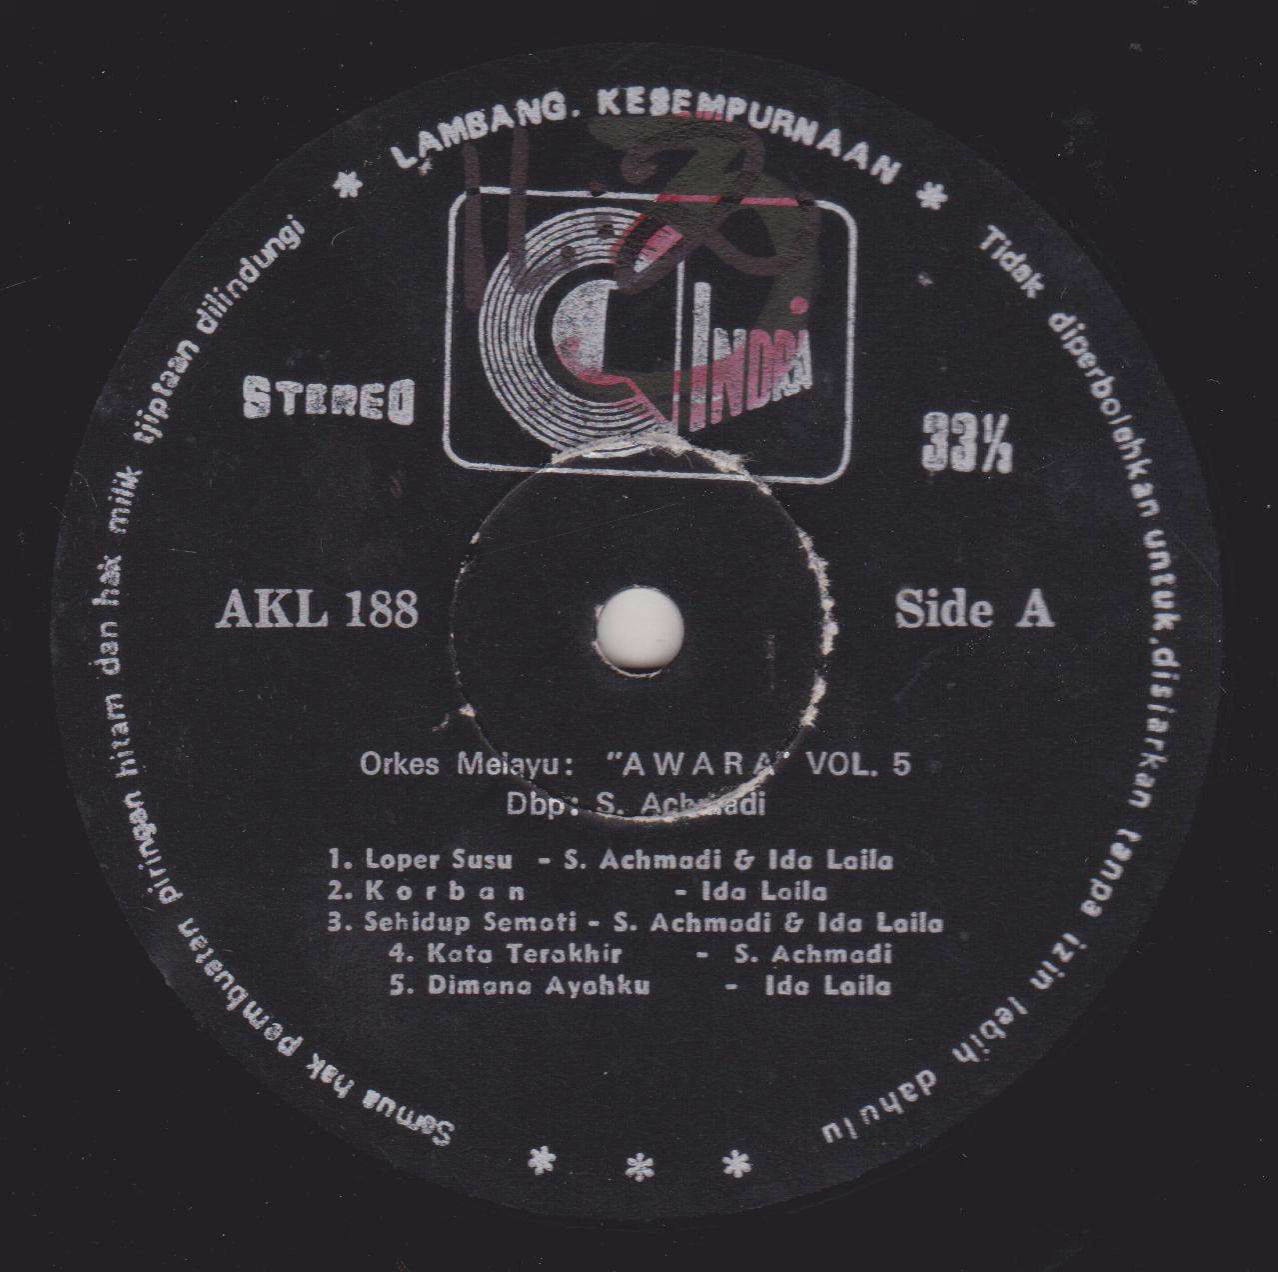 LAMBANG. KESEMPURNAAN
INDRA
STEREO
33⅓
AKL 188
Side A
Orkes Melayu: "AWARA" VOL. 5
Dbp: S. Achmadi
1. Loper Susu - S. Achmadi & Ida Laila
2. Korban - Ida Laila
3. Sehidup Semati - S. Achmadi & Ida Laila
4. Kata Terakhir - S. Achmadi
5. Dimana Ayahku - Ida Laila
Semua hak pembuatan piringan hitam dan hak milik tjiptaan dilindungi
Tidak diperbolehkan untuk disiarkan tanpa izin lebih dahulu